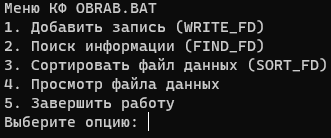 Меню КФ OBRAB.BAT
1. Добавить запись (WRITE_FD)
2. Поиск информации (FIND_FD)
3. Сортировать файл данных (SORT_FD)
4. Просмотр файла данных
5. Завершить работу
Выберите опцию: